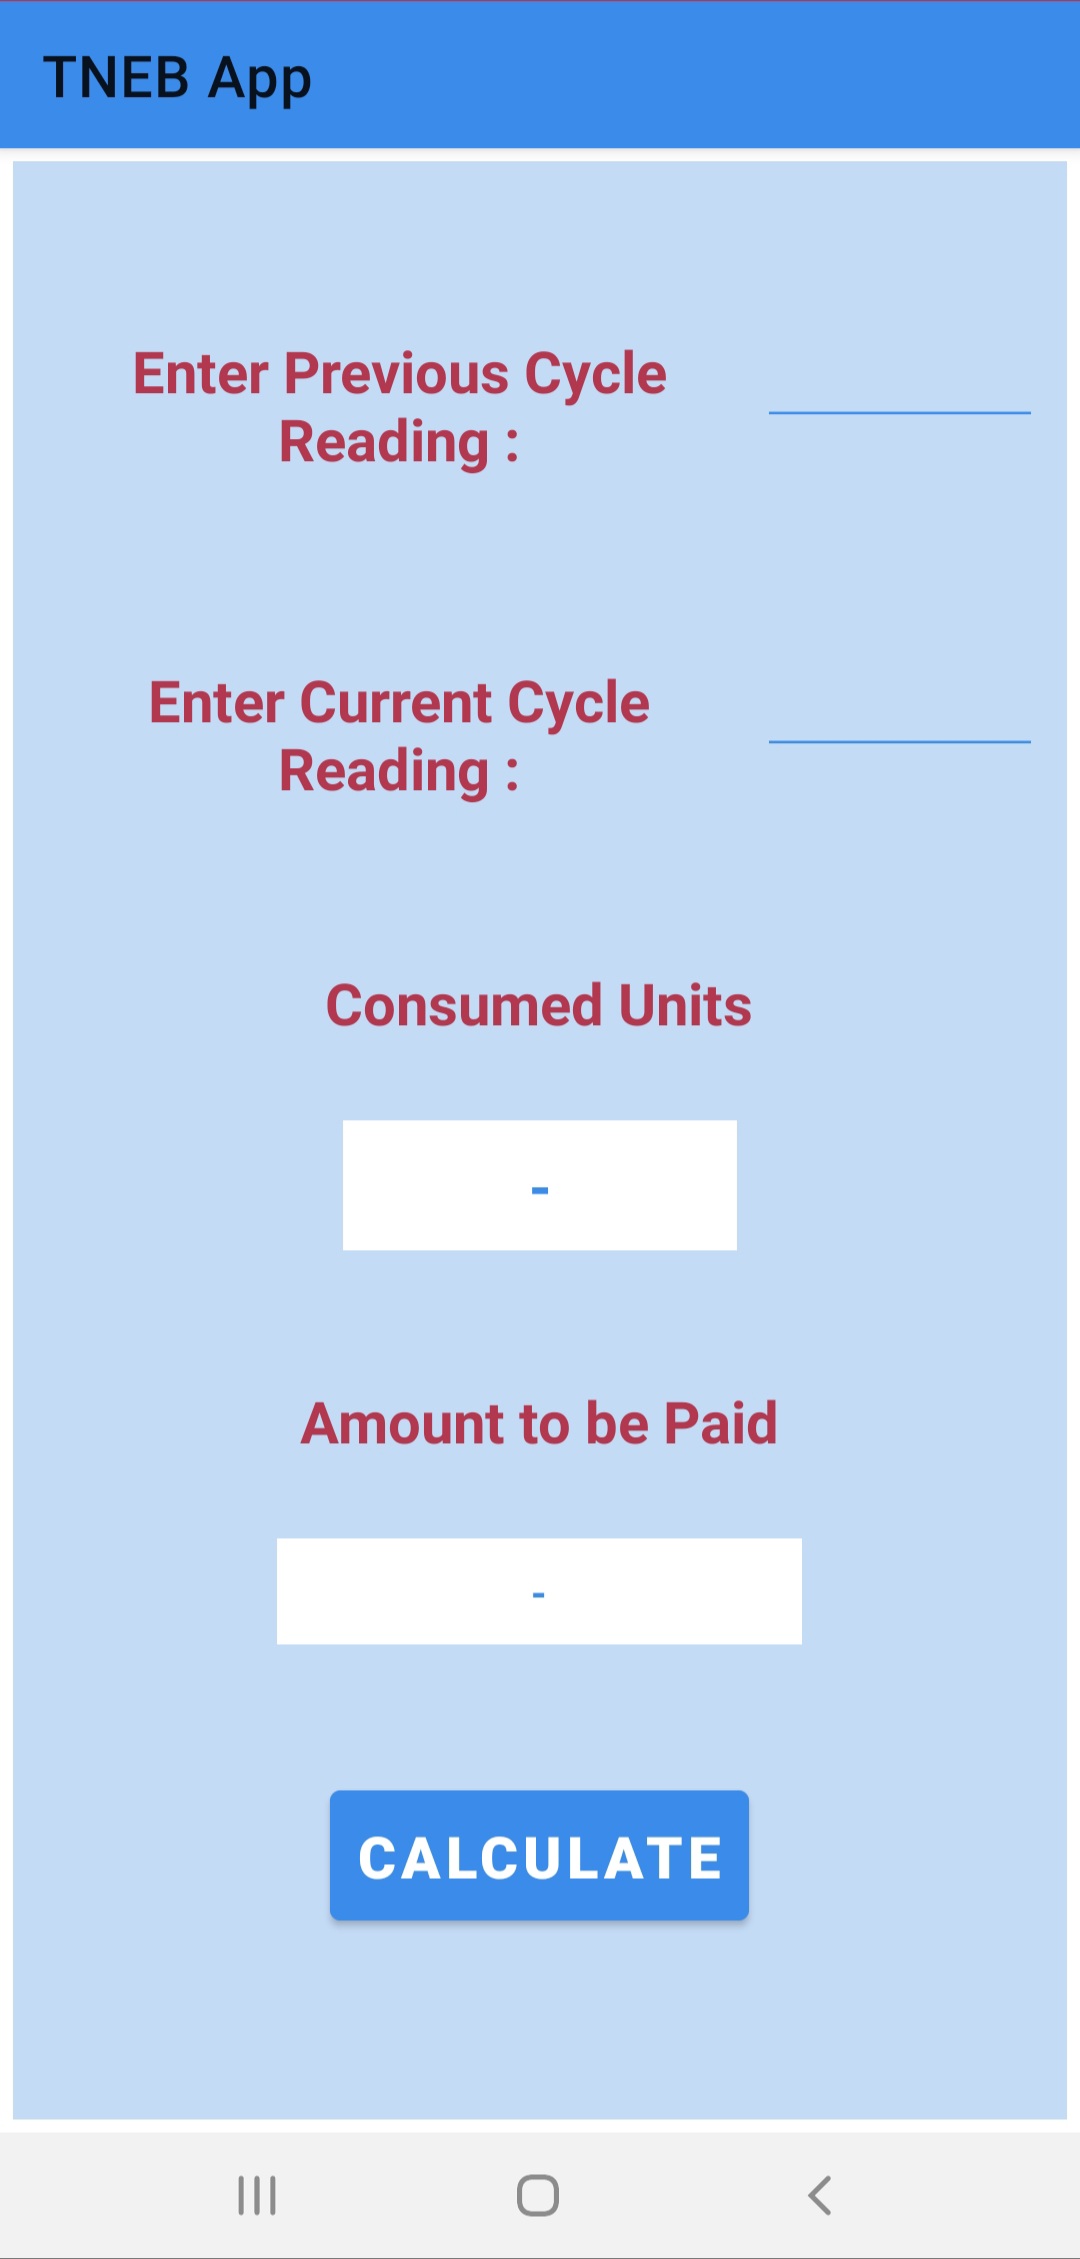 TNEB App
Enter Previous Cycle
Reading :
Enter Current Cycle
Reading :
Consumed Units
-
Amount to be Paid
-
CALCULATE